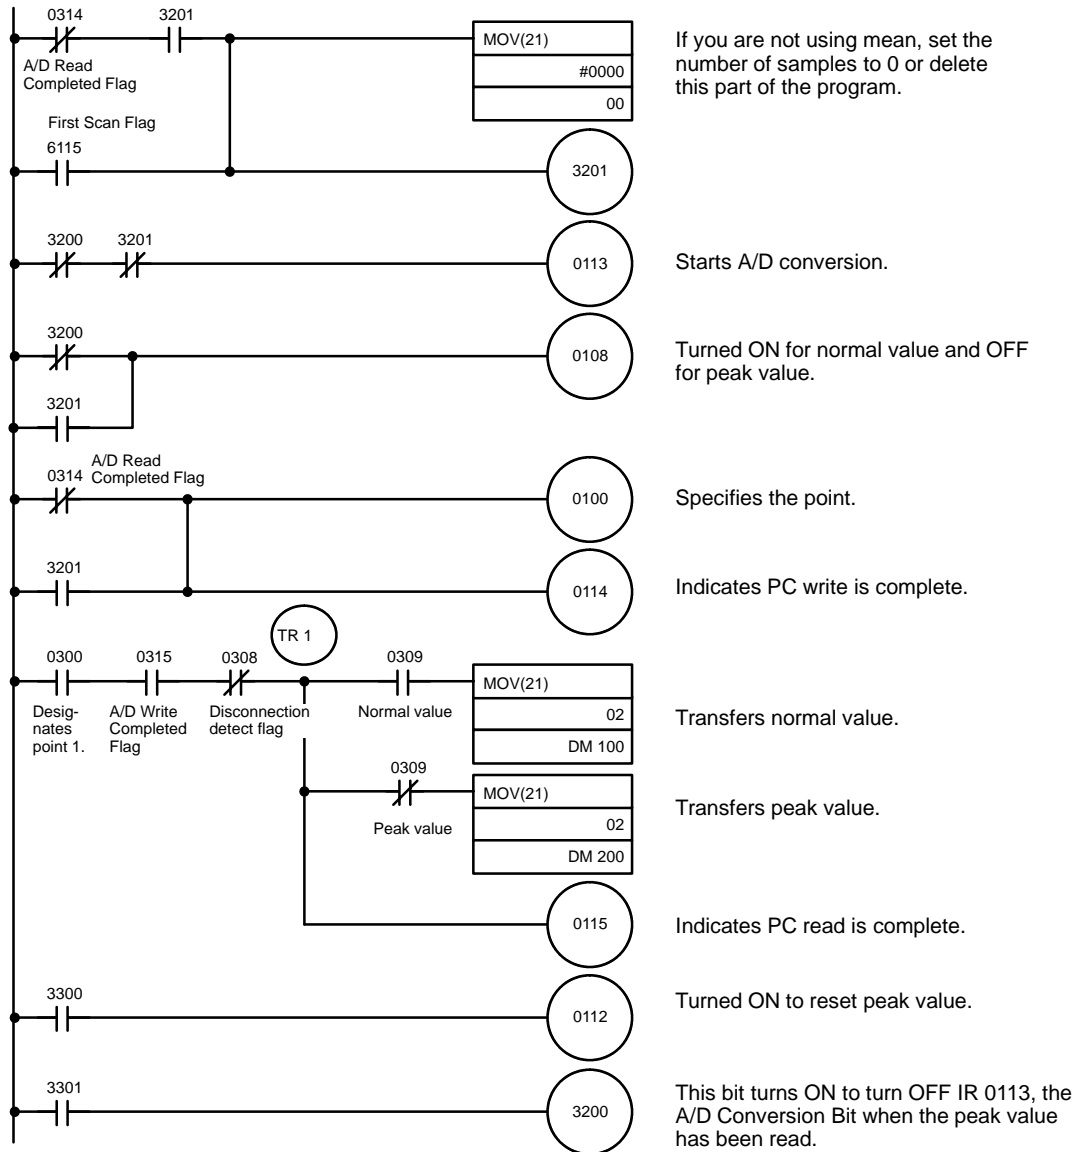 0314 3201
MOV(21)
#0000
00
A/D Read
Completed Flag
If you are not using mean, set the
number of samples to 0 or delete
this part of the program.
First Scan Flag
6115
3201
3200 3201
0113
Starts A/D conversion.
3200
0108
Turned ON for normal value and OFF
for peak value.
3201
A/D Read
Completed Flag
0314
0100
Specifies the point.
3201
0114
Indicates PC write is complete.
TR 1
0300 0315 0308 0309
Desig-
nates
point 1.
A/D Write
Completed
Flag
Disconnection
detect flag
Normal value
MOV(21)
02
DM 100
Transfers normal value.
0309
Peak value
MOV(21)
02
DM 200
Transfers peak value.
0115
Indicates PC read is complete.
3300
0112
Turned ON to reset peak value.
3301
3200
This bit turns ON to turn OFF IR 0113, the
A/D Conversion Bit when the peak value
has been read.